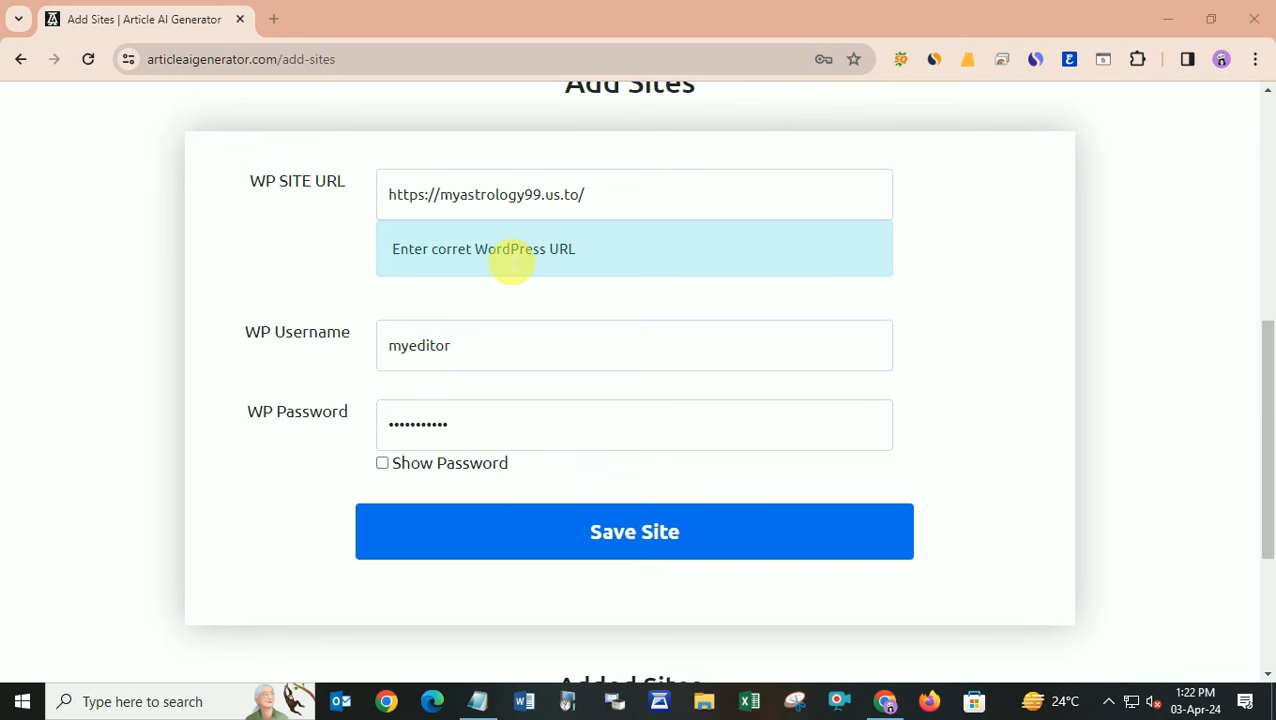 Add Sites | Article AI Generator
articleaigenerator.com/add-sites
Add Sites
WP SITE URL
https://myastrology99.us.to/
Enter corret WordPress URL
WP Username
myeditor
WP Password
•••••••••••
Show Password
Save Site
Added Sites
Type here to search
24°C
1:22 PM
03-Apr-24